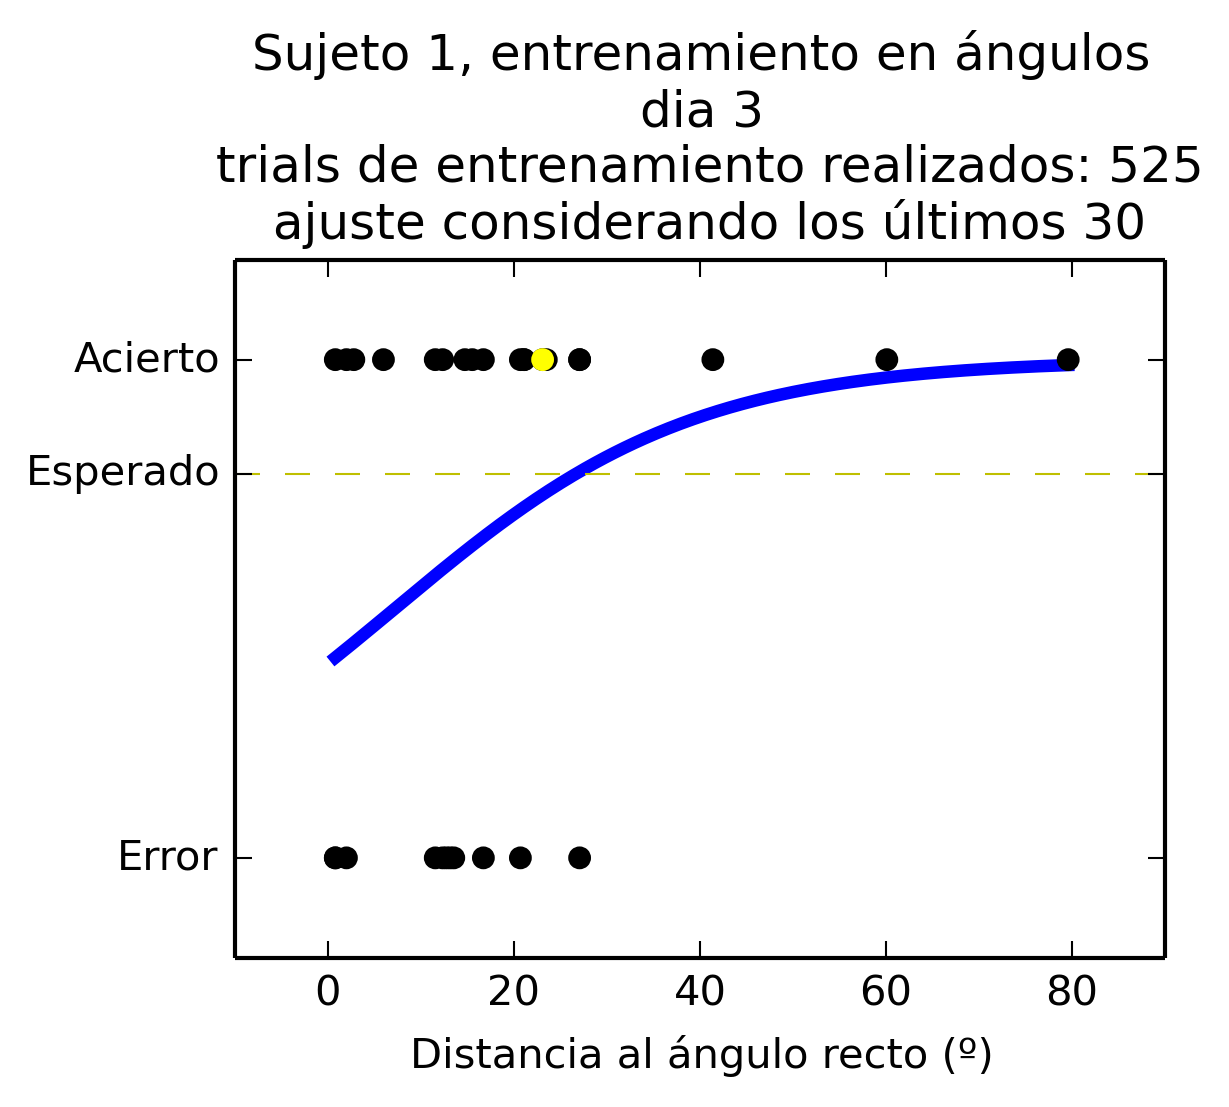 Sujeto 1, entrenamiento en ángulos
dia 3
trials de entrenamiento realizados: 525
ajuste considerando los últimos 30
Acierto
Esperado
Error
0 20 40 60 80
Distancia al ángulo recto (º)